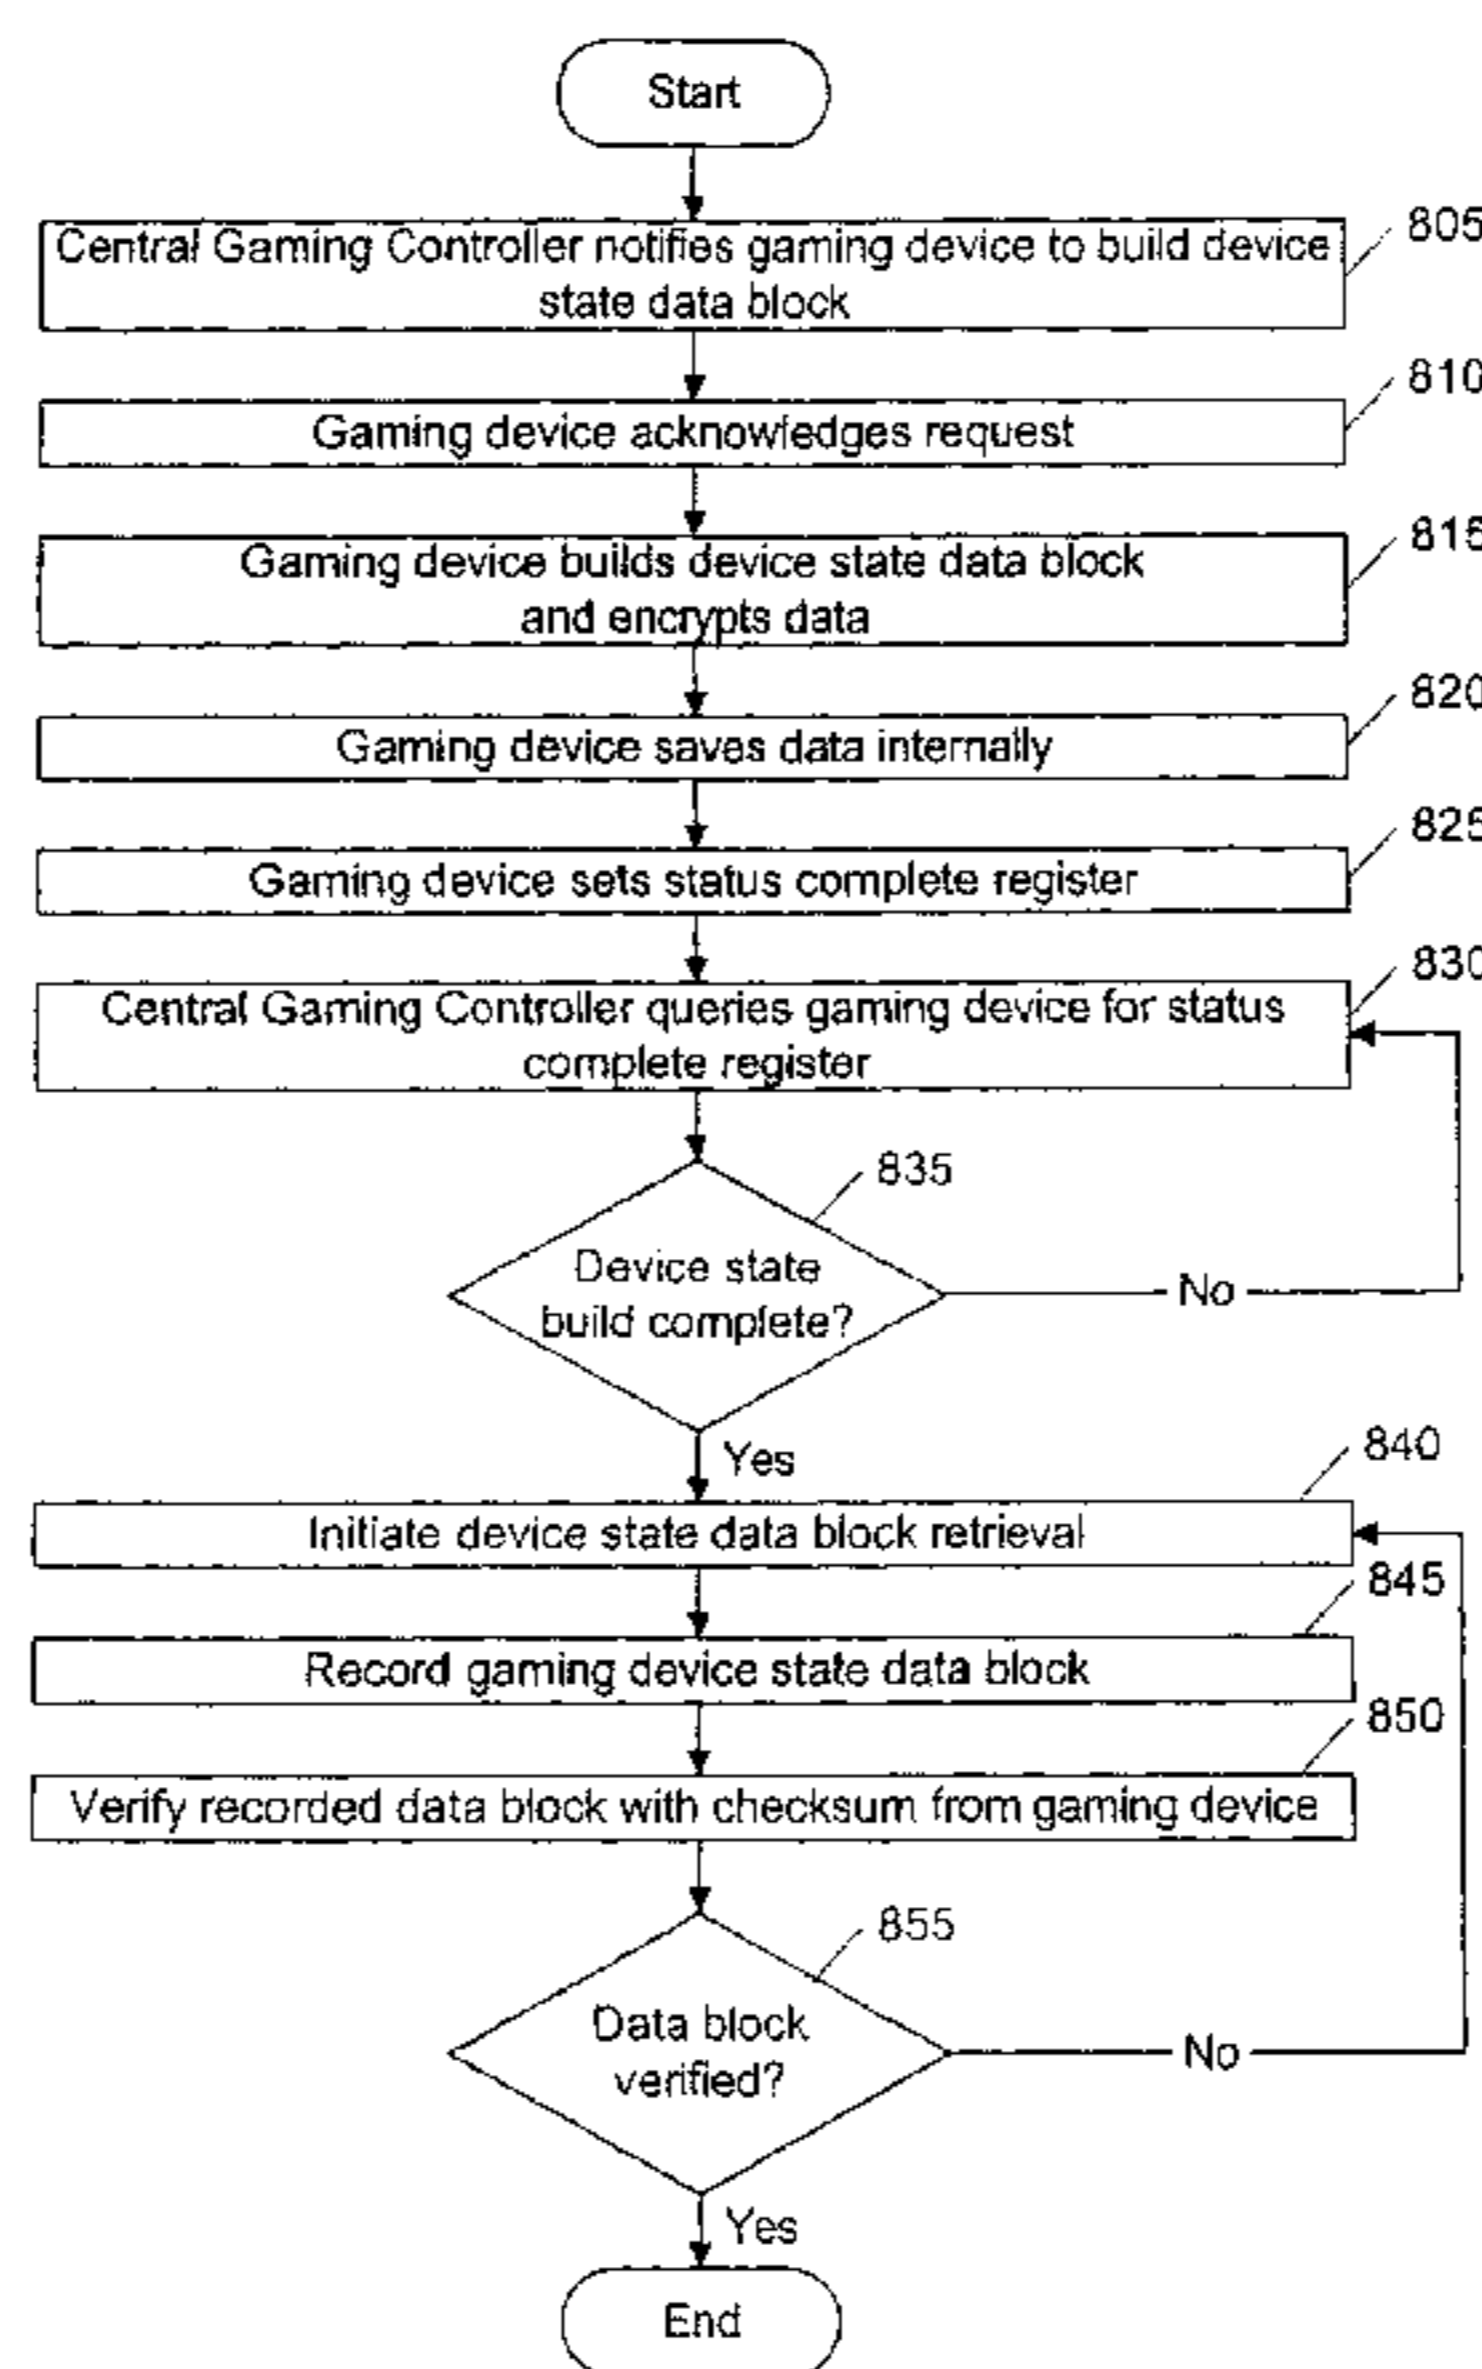 Start
Central Gaming Controller notifies gaming device to build device
state data block
805
Gaming device acknowledges request
810
Gaming device builds device state data block
and encrypts data
815
Gaming device saves data internally
820
Gaming device sets status complete register
825
Central Gaming Controller queries gaming device for status
complete register
830
835
Device state
build complete?
No
Yes
840
Initiate device state data block retrieval
845
Record gaming device state data block
850
Verify recorded data block with checksum from gaming device
855
Data block
verified?
No
Yes
End